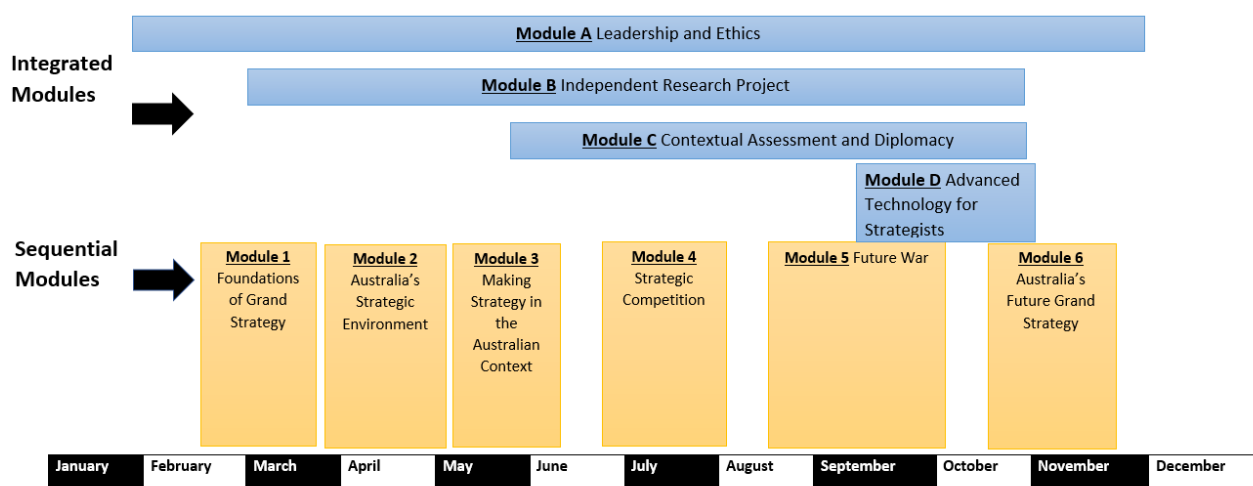 Module A Leadership and Ethics
Integrated
Modules
Module B Independent Research Project
Module C Contextual Assessment and Diplomacy
Module D Advanced
Technology for
Strategists
Sequential
Modules
Module 1
Foundations
of Grand
Strategy
Module 2
Australia's
Strategic
Environment
Module 3
Making
Strategy in
the
Australian
Context
Module 4
Strategic
Competition
Module 5 Future War
Module 6
Australia's
Future Grand
Strategy
January
February
March
April
May
June
July
August
September
October
November
December